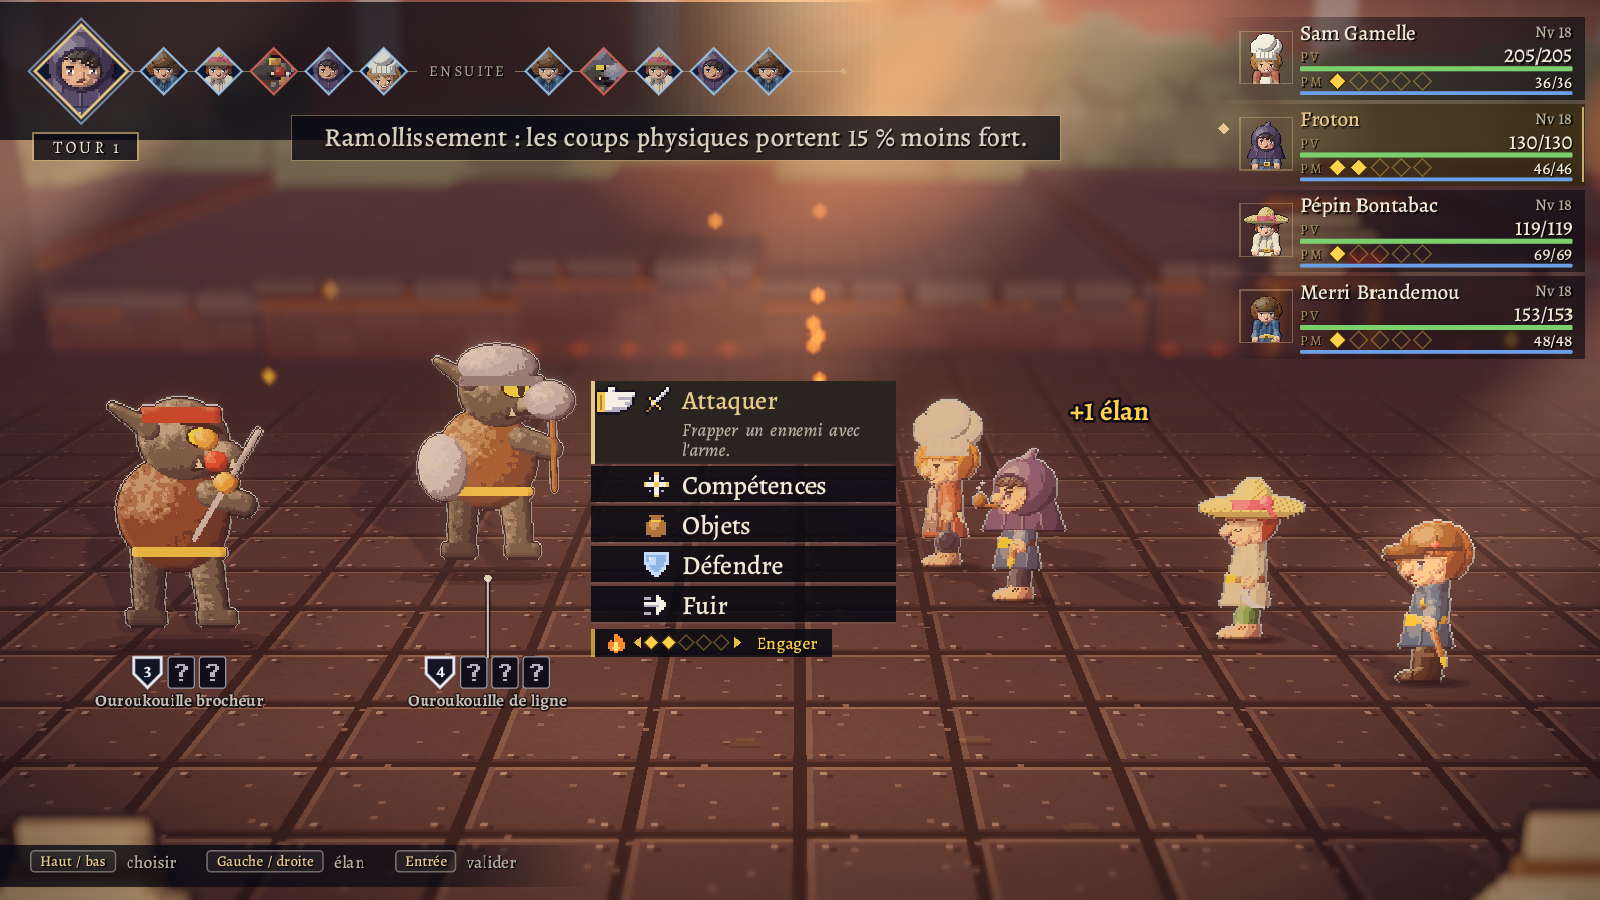 ENSUITE
TOUR 1
Ramollissement : les coups physiques portent 15 % moins fort.
Sam Gamelle Nv 18
PV 205/205
PM 36/36
Froton Nv 18
PV 130/130
PM 46/46
Pépin Bontabac Nv 18
PV 119/119
PM 69/69
Merri Brandemou Nv 18
PV 153/153
PM 48/48
+1 élan
Attaquer
Frapper un ennemi avec
l'arme.
Compétences
Objets
Défendre
Fuir
Engager
3 ? ?
Ouroukouille brocheur
4 ? ? ?
Ouroukouille de ligne
Haut / bas choisir Gauche / droite élan Entrée valider